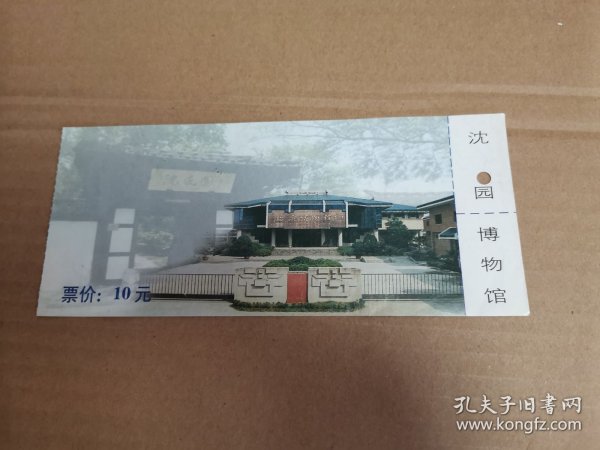 票价：10元
沈
园
博
物
馆
孔夫子旧书网
www.kongfz.com